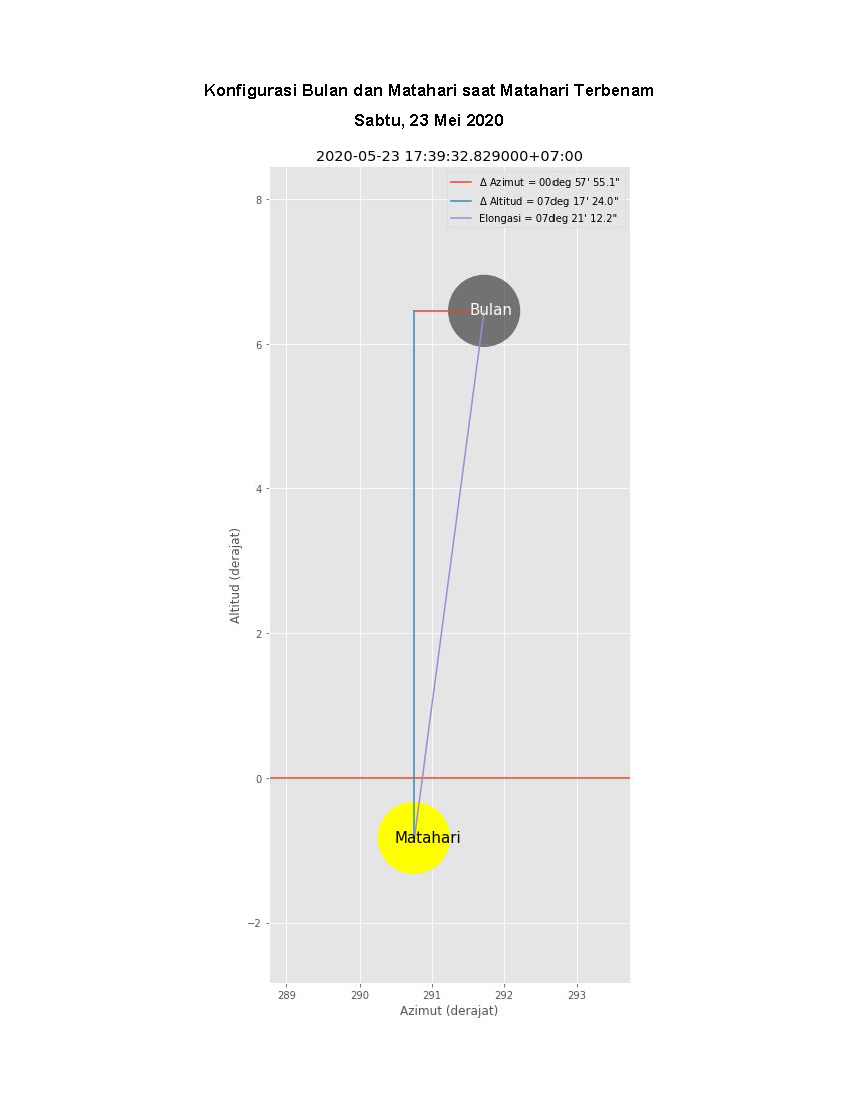 Konfigurasi Bulan dan Matahari saat Matahari Terbenam
Sabtu, 23 Mei 2020
2020-05-23 17:39:32.829000+07:00
Δ Azimut = 00deg 57' 55.1"
Δ Altitud = 07deg 17' 24.0"
Elongasi = 07deg 21' 12.2"
8
Bulan
6
4
Altitud (derajat)
2
0
Matahari
−2
289 290 291 292 293
Azimut (derajat)